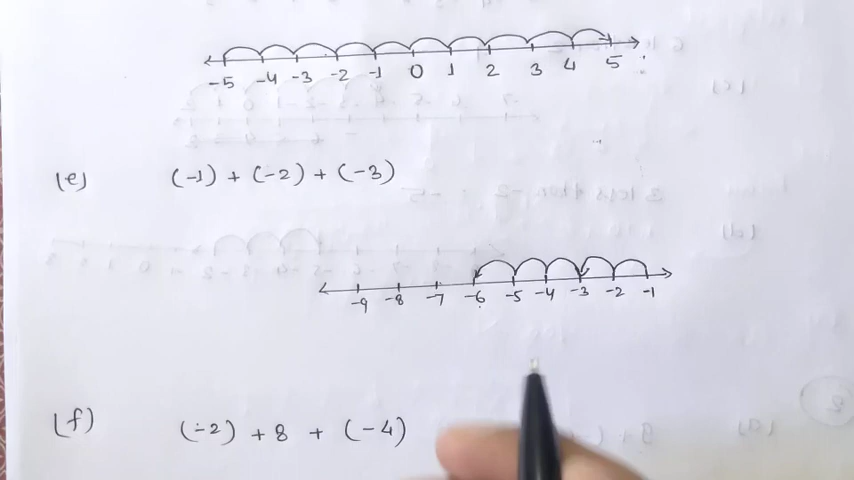 -5 -4 -3 -2 -1 0 1 2 3 4 5
(e) (-1) + (-2) + (-3)
-9 -8 -7 -6 -5 -4 -3 -2 -1
(f) (-2) + 8 + (-4)